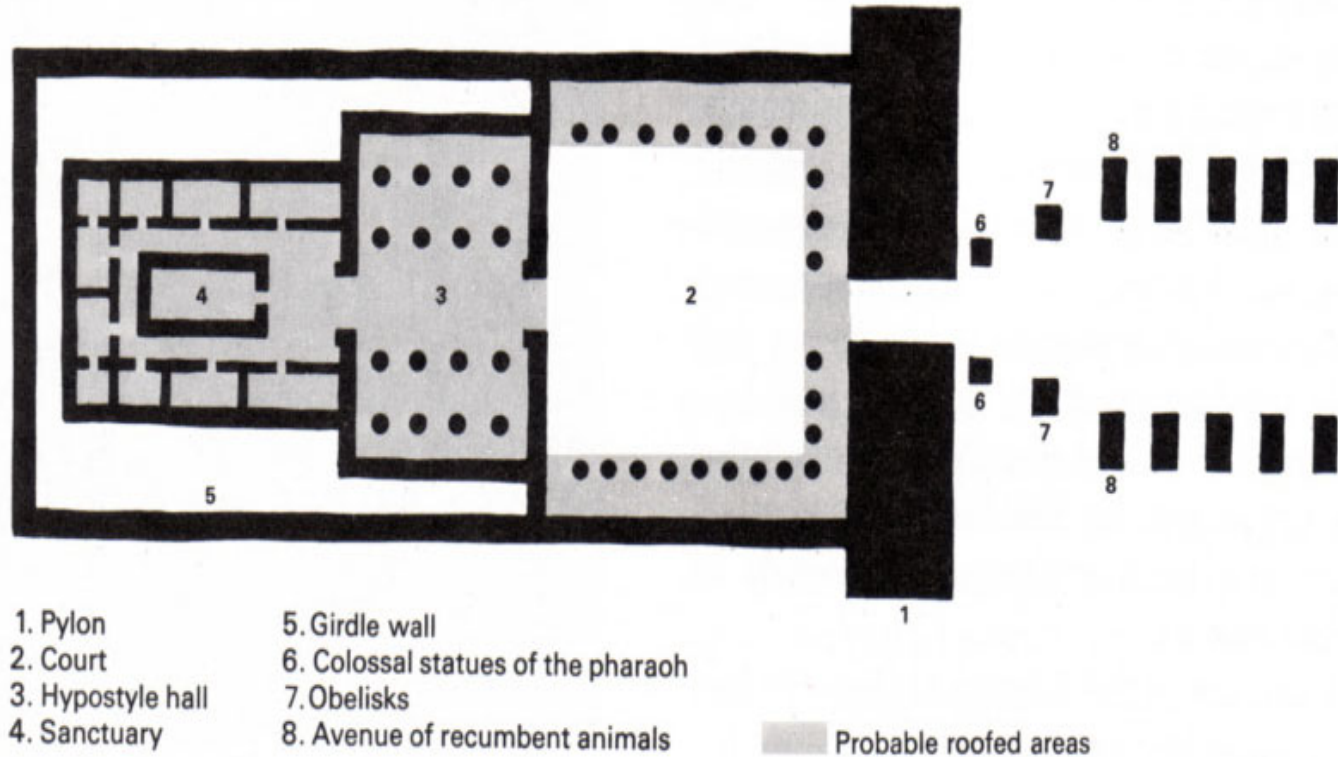 8
7
6
4
3
2
6
7
8
5
1
1. Pylon
2. Court
3. Hypostyle hall
4. Sanctuary
5. Girdle wall
6. Colossal statues of the pharaoh
7. Obelisks
8. Avenue of recumbent animals
Probable roofed areas